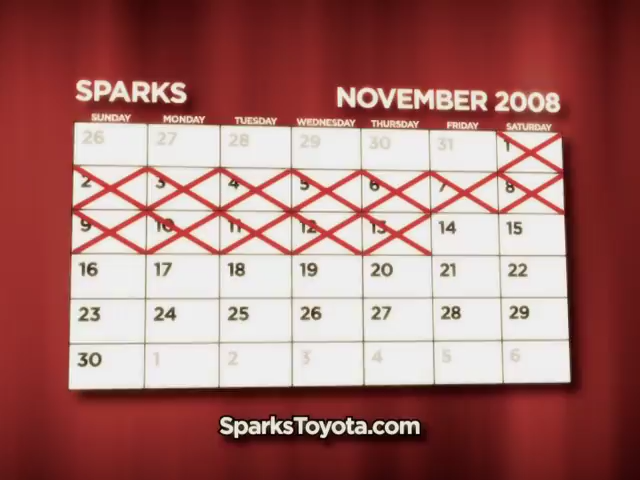 SPARKS NOVEMBER 2008
SUNDAY MONDAY TUESDAY WEDNESDAY THURSDAY FRIDAY SATURDAY
26 27 28 29 30 31 1
2 3 4 5 6 7 8
9 10 11 12 13 14 15
16 17 18 19 20 21 22
23 24 25 26 27 28 29
30 1 2 3 4 5 6
SparksToyota.com